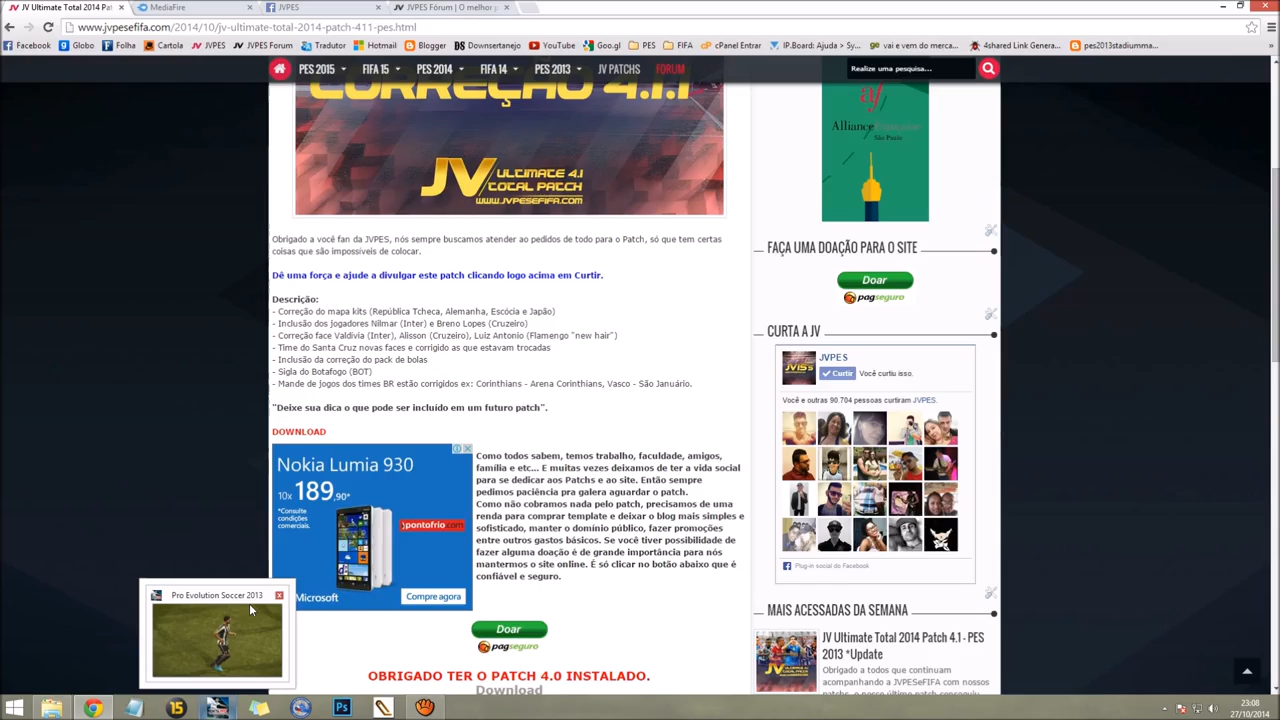 JV Ultimate Total 2014 Pat
MediaFire
JVPES
JVPES Fórum | O melhor j
www.jvpesefifa.com/2014/10/jv-ultimate-total-2014-patch-411-pes.html
Facebook
Globo
Folha
Cartola
JVPES
JVPES Forum
Tradutor
Hotmail
Blogger
Downsertanejo
YouTube
Goo.gl
PES
FIFA
cPanel Entrar
IP.Board: Ajuda > Sy...
vai e vem do merca...
4shared Link Genera...
pes2013stadiumma...
PES 2015
FIFA 15
PES 2014
FIFA 14
PES 2013
JV PATCHS
FORUM
Realize uma pesquisa...
CORREÇÃO 4.1.1
JV ULTIMATE 4.1
TOTAL PATCH
WWW.JVPESEFIFA.COM
Obrigado a você fan da JVPES, nós sempre buscamos atender ao pedidos de todo para o Patch, só que tem certas
coisas que são impossíveis de colocar.
Dê uma força e ajude a divulgar este patch clicando logo acima em Curtir.
Descrição:
- Correção do mapa kits (República Tcheca, Alemanha, Escócia e Japão)
- Inclusão dos jogadores Nilmar (Inter) e Breno Lopes (Cruzeiro)
- Correção face Valdívia (Inter), Alisson (Cruzeiro), Luiz Antonio (Flamengo "new hair")
- Time do Santa Cruz novas faces e corrigido as que estavam trocadas
- Inclusão da correção do pack de bolas
- Sigla do Botafogo (BOT)
- Mande de jogos dos times BR estão corrigidos ex: Corinthians - Arena Corinthians, Vasco - São Januário.
"Deixe sua dica o que pode ser incluído em um futuro patch".
DOWNLOAD
Nokia Lumia 930
10x
189,90*
*Consulte
condições
comerciais.
pontofrio.com
Microsoft
Compre agora
Como todos sabem, temos trabalho, faculdade, amigos,
família e etc... E muitas vezes deixamos de ter a vida social
para se dedicar aos Patchs e ao site. Então sempre
pedimos paciência pra galera aguardar o patch.
Como não cobramos nada pelo patch, precisamos de uma
renda para comprar template e deixar o blog mais simples e
sofisticado, manter o domínio público, fazer promoções
entre outros gastos básicos. Se você tiver possibilidade de
fazer alguma doação é de grande importância para nós
mantermos o site online. É só clicar no botão abaixo que é
confiável e seguro.
Doar
pagseguro
OBRIGADO TER O PATCH 4.0 INSTALADO.
Download
af
AllianceFrançaise
São Paulo
FAÇA UMA DOAÇÃO PARA O SITE
Doar
pagseguro
CURTA A JV
JVPES
Curtir
Você curtiu isso.
Você e outras 90.704 pessoas curtiram JVPES.
Plug-in social do Facebook
MAIS ACESSADAS DA SEMANA
JV Ultimate Total 2014 Patch 4.1 - PES
2013 *Update
Obrigado a todos que continuam
acompanhando a JVPESeFIFA com nossos
patchs, o nosso último patch conseguiu
Pro Evolution Soccer 2013
23:08
27/10/2014